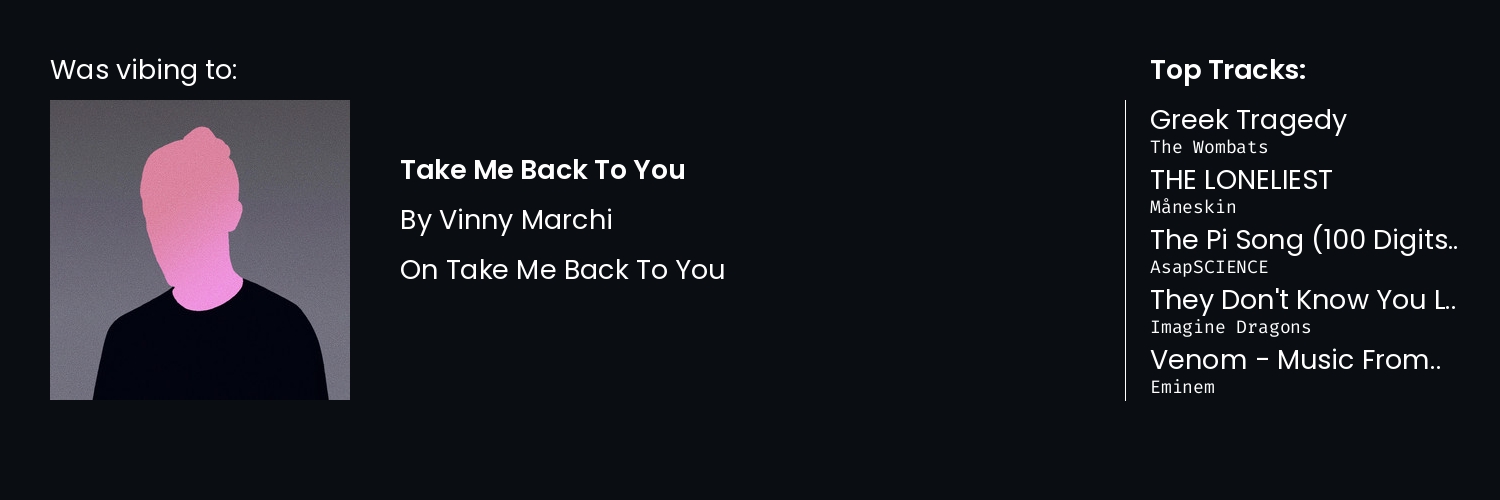 Was vibing to:
Take Me Back To You
By Vinny Marchi
On Take Me Back To You
Top Tracks:
Greek Tragedy
The Wombats
THE LONELIEST
Måneskin
The Pi Song (100 Digits..
AsapSCIENCE
They Don't Know You L..
Imagine Dragons
Venom - Music From..
Eminem